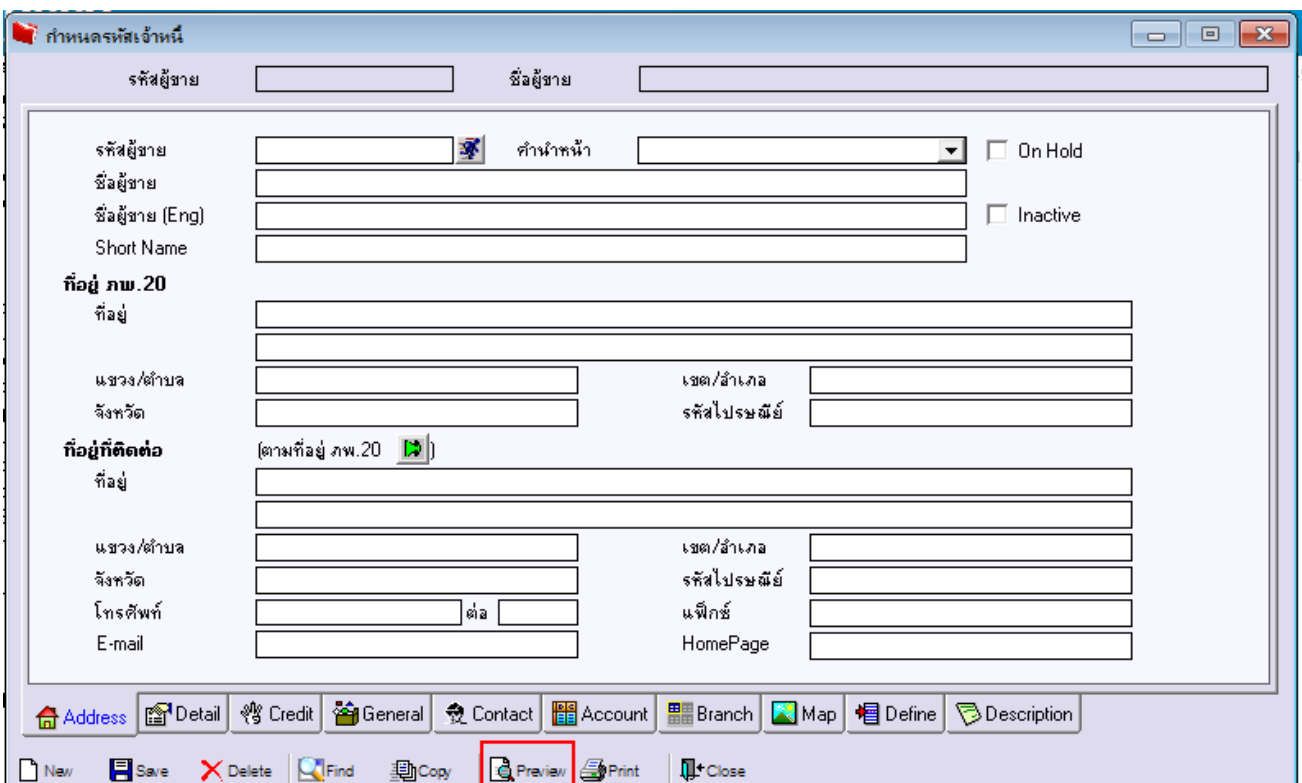 กำหนดรหัสเจ้าหนี้
รหัสผู้ขาย ชื่อผู้ขาย
รหัสผู้ขาย คำนำหน้า On Hold
ชื่อผู้ขาย
ชื่อผู้ขาย (Eng) Inactive
Short Name
ที่อยู่ ภพ.20
ที่อยู่
แขวง/ตำบล เขต/อำเภอ
จังหวัด รหัสไปรษณีย์
ที่อยู่ที่ติดต่อ (ตามที่อยู่ ภพ.20 )
ที่อยู่
แขวง/ตำบล เขต/อำเภอ
จังหวัด รหัสไปรษณีย์
โทรศัพท์ ต่อ แฟ็กซ์
E-mail HomePage
Address Detail Credit General Contact Account Branch Map Define Description
New Save Delete Find Copy Preview Print Close